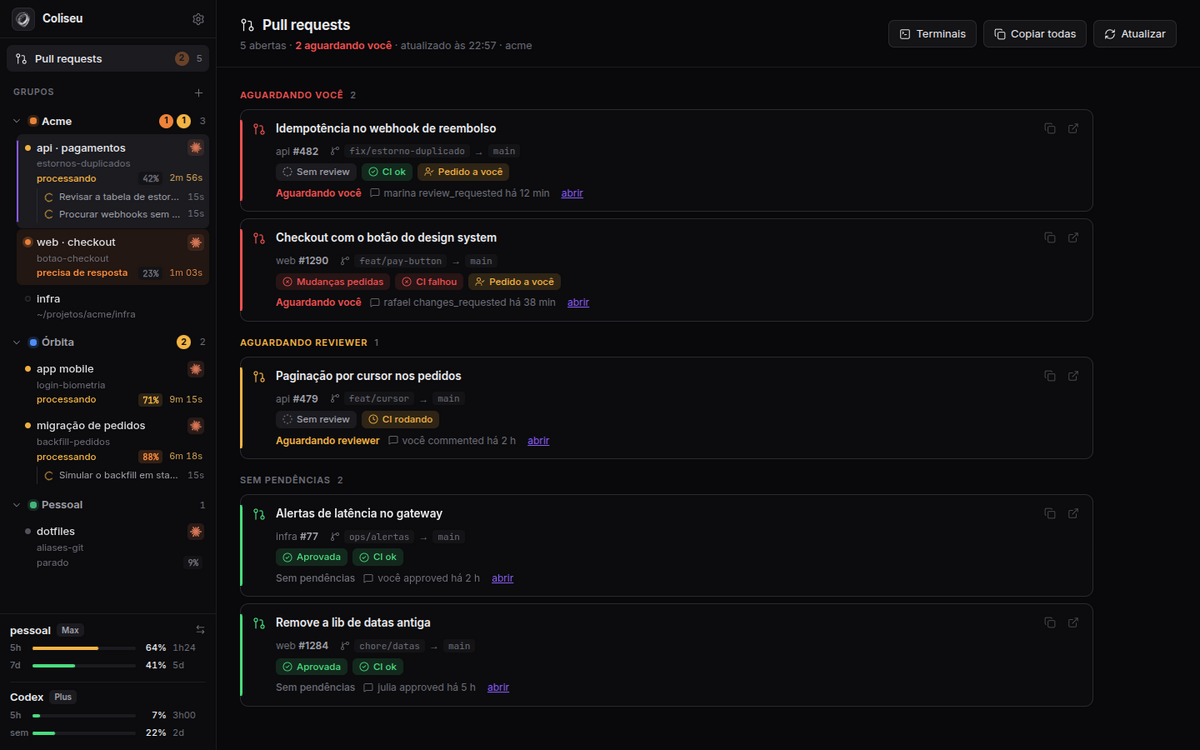 Coliseu
Pull requests 2 5
GRUPOS
Acme 1 1 3
api · pagamentos
estornos-duplicados
processando 42% 2m 56s
Revisar a tabela de estor... 15s
Procurar webhooks sem ... 15s
web · checkout
botao-checkout
precisa de resposta 23% 1m 03s
infra
~/projetos/acme/infra
Órbita 2 2
app mobile
login-biometria
processando 71% 9m 15s
migração de pedidos
backfill-pedidos
processando 88% 6m 18s
Simular o backfill em sta... 15s
Pessoal 1
dotfiles
aliases-git
parado 9%
pessoal Max
5h 64% 1h24
7d 41% 5d
Codex Plus
5h 7% 3h00
sem 22% 2d
Pull requests
5 abertas · 2 aguardando você · atualizado às 22:57 · acme
Terminais Copiar todas Atualizar
AGUARDANDO VOCÊ 2
Idempotência no webhook de reembolso
api #482 fix/estorno-duplicado → main
Sem review CI ok Pedido a você
Aguardando você marina review_requested há 12 min abrir
Checkout com o botão do design system
web #1290 feat/pay-button → main
Mudanças pedidas CI falhou Pedido a você
Aguardando você rafael changes_requested há 38 min abrir
AGUARDANDO REVIEWER 1
Paginação por cursor nos pedidos
api #479 feat/cursor → main
Sem review CI rodando
Aguardando reviewer você commented há 2 h abrir
SEM PENDÊNCIAS 2
Alertas de latência no gateway
infra #77 ops/alertas → main
Aprovada CI ok
Sem pendências você approved há 2 h abrir
Remove a lib de datas antiga
web #1284 chore/datas → main
Aprovada CI ok
Sem pendências julia approved há 5 h abrir